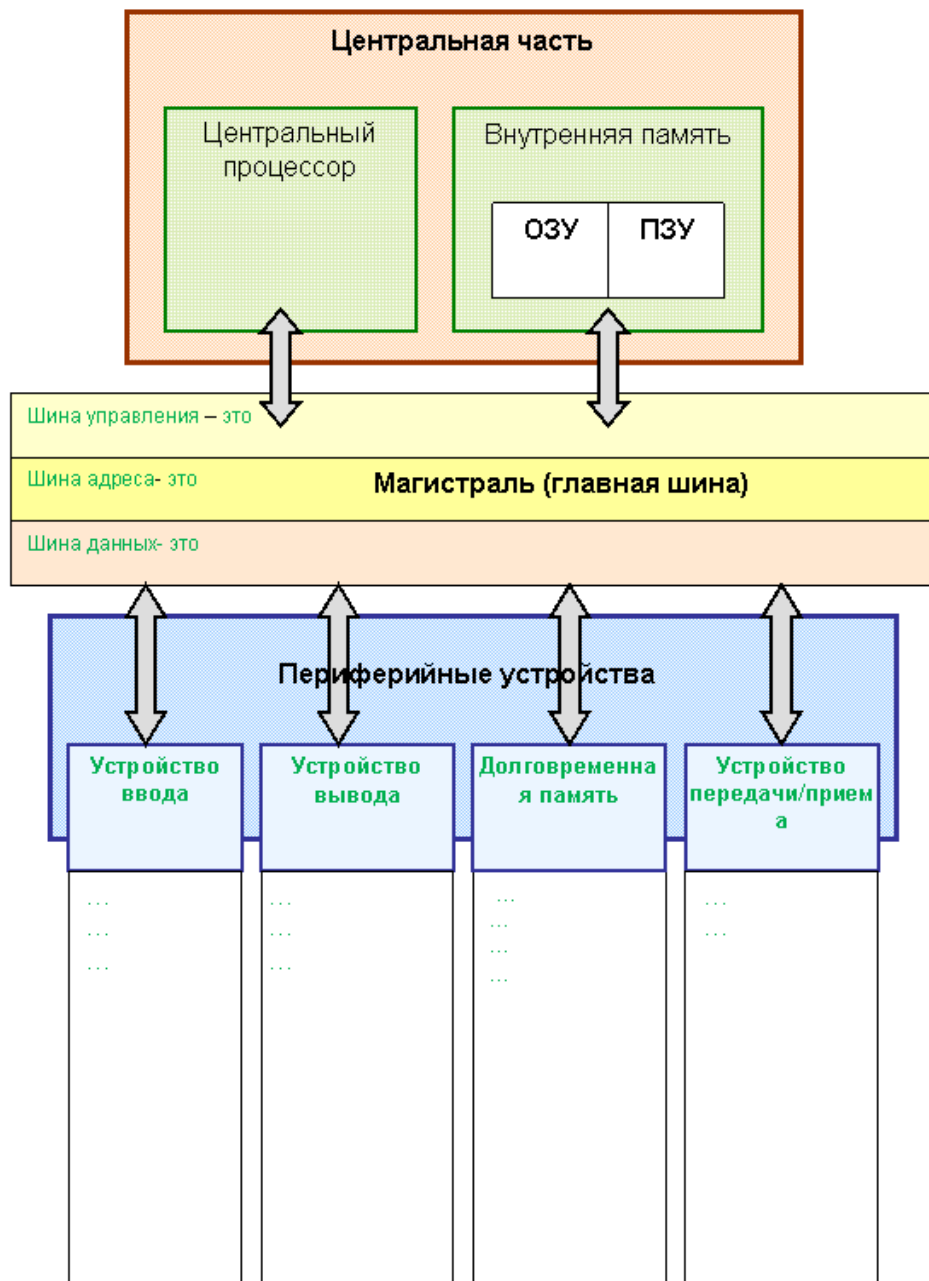 Центральная часть
Центральный
процессор
Внутренняя память
ОЗУ
ПЗУ
Шина управления – это
Шина адреса- это
Магистраль (главная шина)
Шина данных- это
Периферийные устройства
Устройство
ввода
Устройство
вывода
Долговременна
я память
Устройство
передачи/прием
а
...
...
...
...
...
...
...
...
...
...
...
...